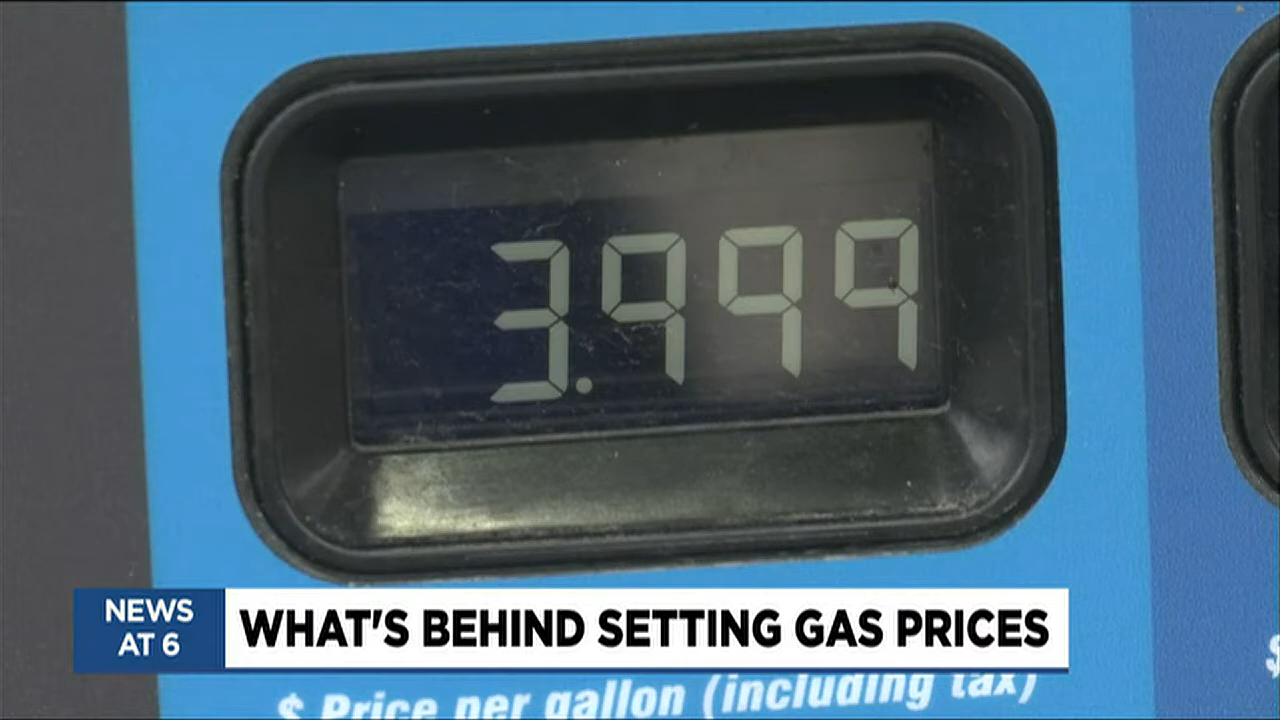 3.999
NEWS
AT 6
WHAT'S BEHIND SETTING GAS PRICES
$ Price per gallon (including tax)
$